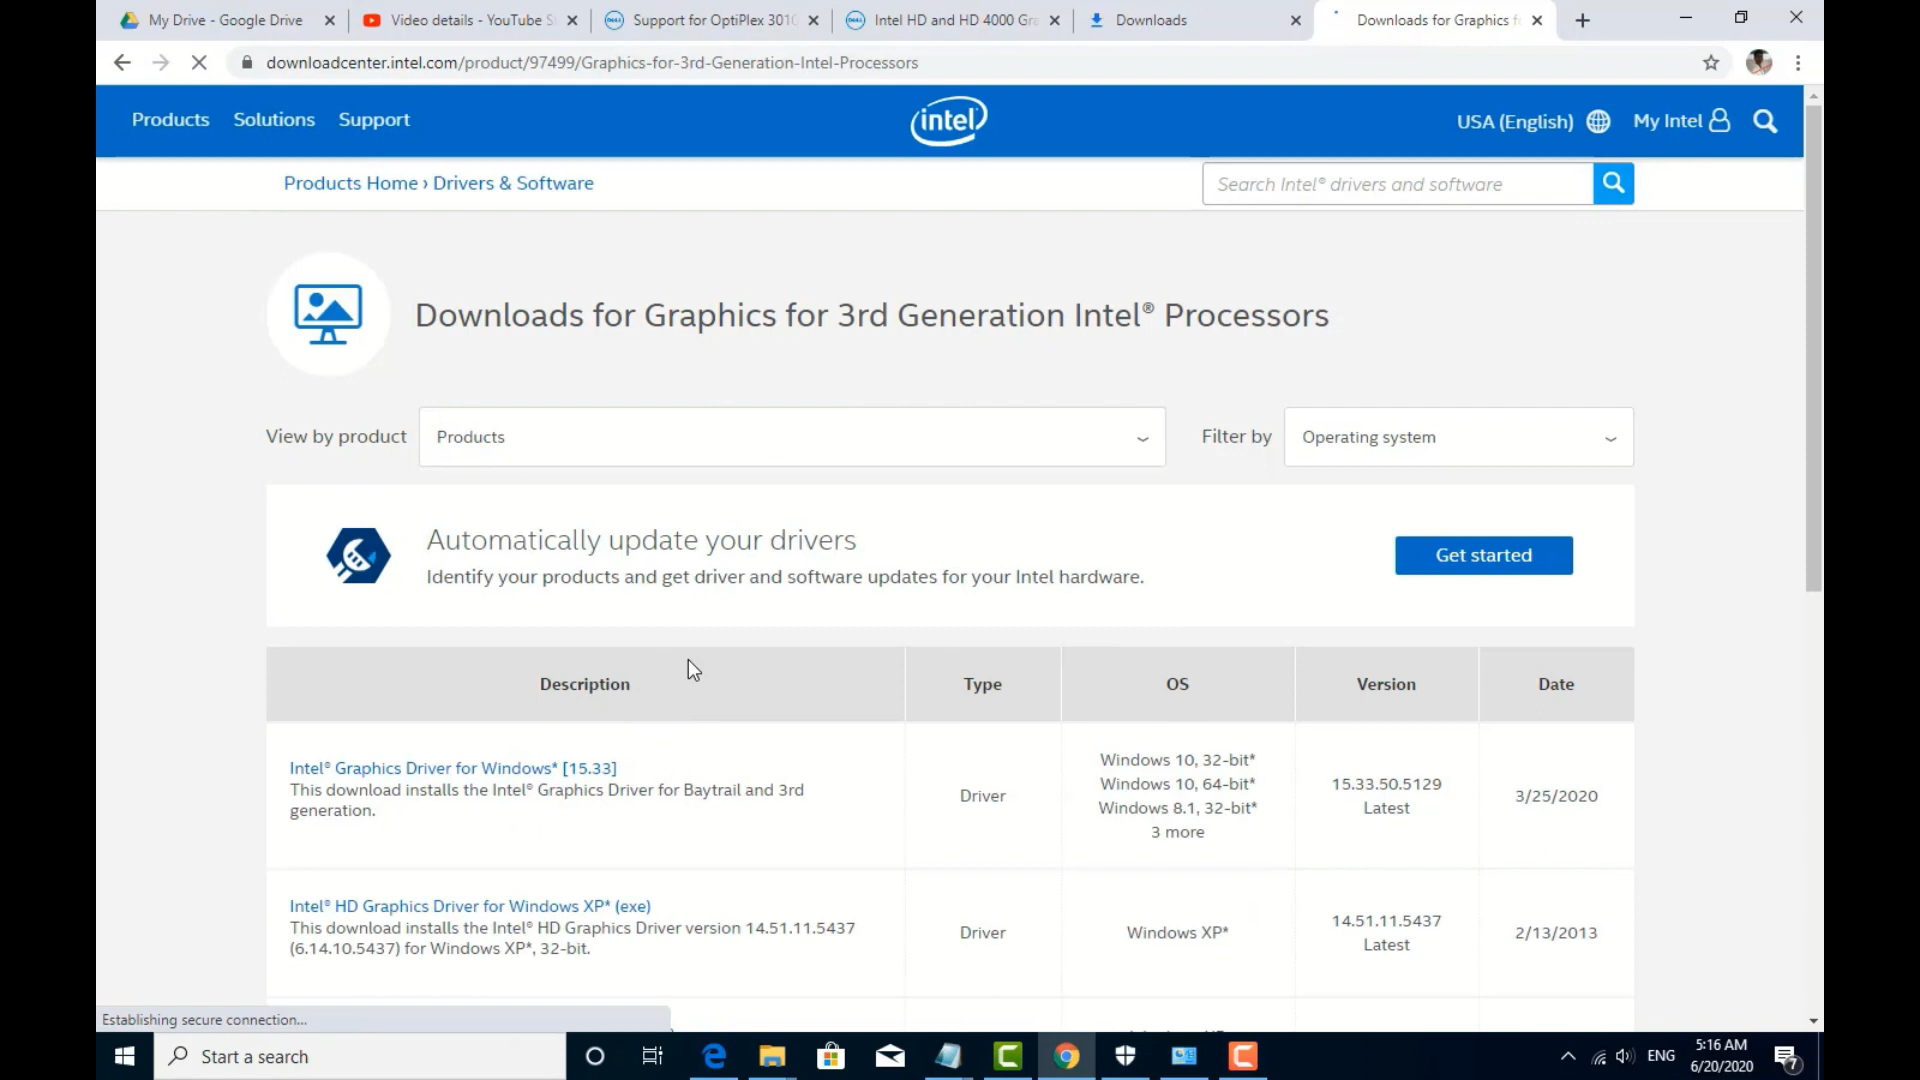 My Drive - Google Drive
Video details - YouTube S
Support for OptiPlex 3010
Intel HD and HD 4000 Gra
Downloads
Downloads for Graphics f
downloadcenter.intel.com/product/97499/Graphics-for-3rd-Generation-Intel-Processors
Products
Solutions
Support
intel
USA (English)
My Intel
Products Home › Drivers & Software
Search Intel® drivers and software
Downloads for Graphics for 3rd Generation Intel® Processors
View by product
Products
Filter by
Operating system
Automatically update your drivers
Identify your products and get driver and software updates for your Intel hardware.
Get started
Description
Type
OS
Version
Date
Intel® Graphics Driver for Windows* [15.33]
This download installs the Intel® Graphics Driver for Baytrail and 3rd
generation.
Driver
Windows 10, 32-bit*
Windows 10, 64-bit*
Windows 8.1, 32-bit*
3 more
15.33.50.5129
Latest
3/25/2020
Intel® HD Graphics Driver for Windows XP* (exe)
This download installs the Intel® HD Graphics Driver version 14.51.11.5437
(6.14.10.5437) for Windows XP*, 32-bit.
Driver
Windows XP*
14.51.11.5437
Latest
2/13/2013
Establishing secure connection...
Start a search
ENG
5:16 AM
6/20/2020
7